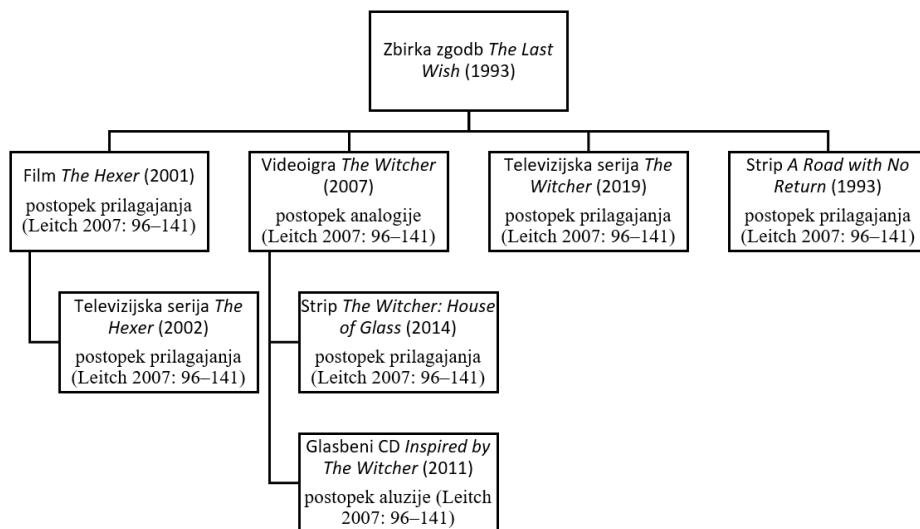 Zbirka zgodb The Last
Wish (1993)
Film The Hexer (2001)
postopek prilagajanja
(Leitch 2007: 96–141)
Videoigra The Witcher
(2007)
postopek analogije
(Leitch 2007: 96–141)
Televizijska serija The
Witcher (2019)
postopek prilagajanja
(Leitch 2007: 96–141)
Strip A Road with No
Return (1993)
postopek prilagajanja
(Leitch 2007: 96–141)
Televizijska serija The
Hexer (2002)
postopek prilagajanja
(Leitch 2007: 96–141)
Strip The Witcher: House
of Glass (2014)
postopek prilagajanja
(Leitch 2007: 96–141)
Glasbeni CD Inspired by
The Witcher (2011)
postopek aluzije (Leitch
2007: 96–141)